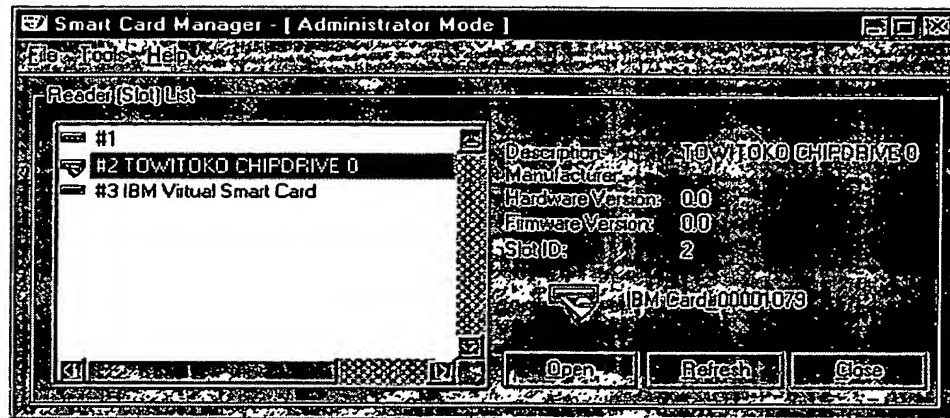 Smart Card Manager - [ Administrator Mode ]
File Tools Help
Reader (Slot) List
#1
#2 TOWITOKO CHIPDRIVE 0
#3 IBM Virtual Smart Card
Description: TOWITOKO CHIPDRIVE 0
Manufacturer:
Hardware Version: 0.0
Firmware Version: 0.0
Slot ID: 2
IBM Card_00001079
Open Refresh Close